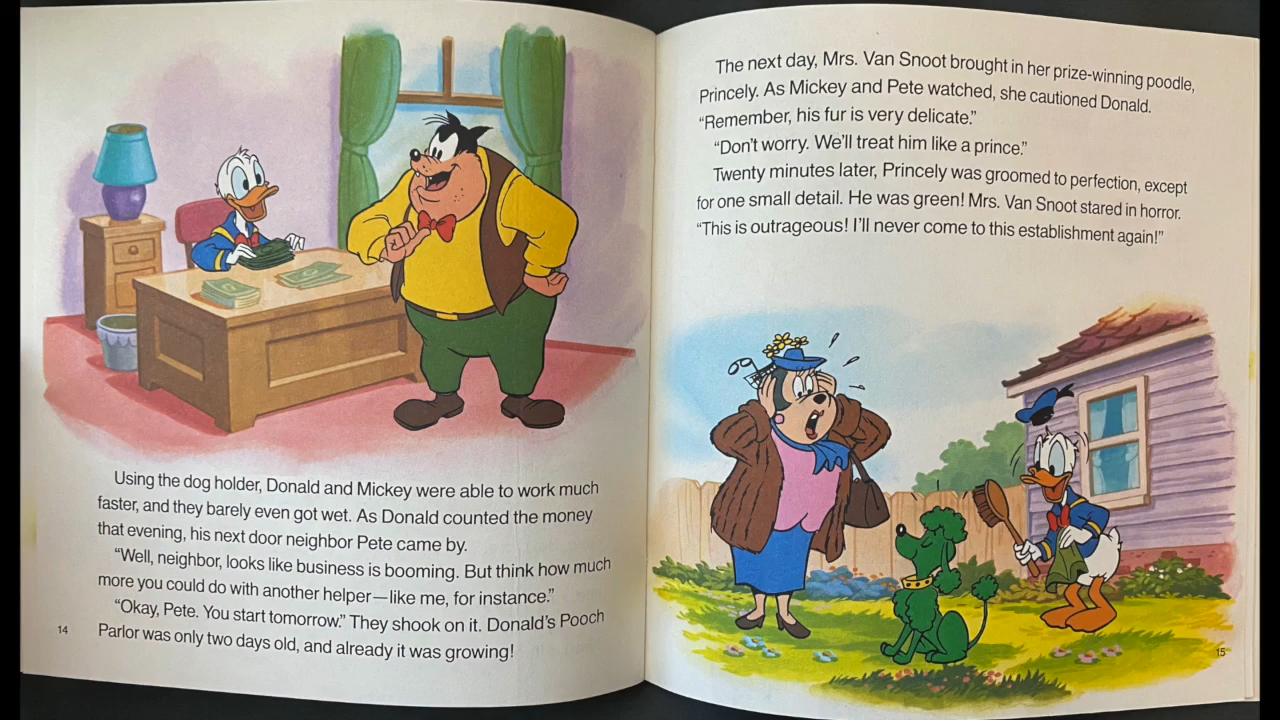 Using the dog holder, Donald and Mickey were able to work much
faster, and they barely even got wet. As Donald counted the money
that evening, his next door neighbor Pete came by.
“Well, neighbor, looks like business is booming. But think how much
more you could do with another helper—like me, for instance.”
“Okay, Pete. You start tomorrow.” They shook on it. Donald’s Pooch
Parlor was only two days old, and already it was growing!
14
The next day, Mrs. Van Snoot brought in her prize-winning poodle,
Princely. As Mickey and Pete watched, she cautioned Donald.
“Remember, his fur is very delicate.”
“Don’t worry. We’ll treat him like a prince.”
Twenty minutes later, Princely was groomed to perfection, except
for one small detail. He was green! Mrs. Van Snoot stared in horror.
“This is outrageous! I’ll never come to this establishment again!”
15